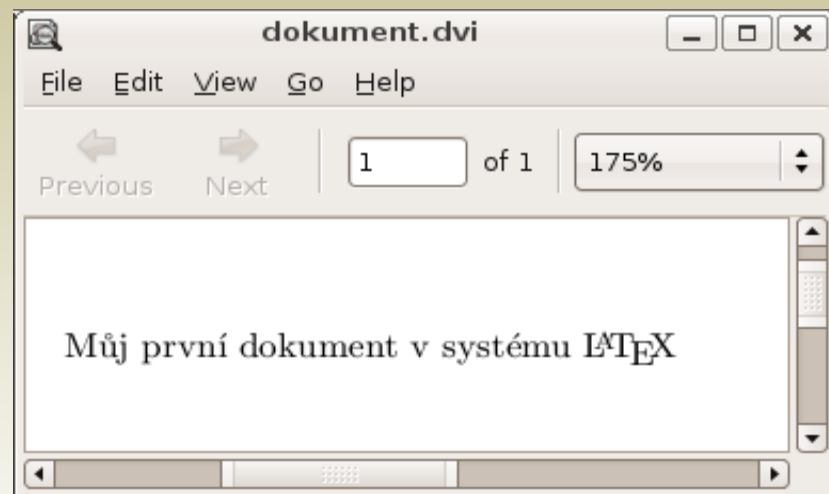 dokument.dvi
File Edit View Go Help
Previous Next 1 of 1 175%
Můj první dokument v systému LATEX